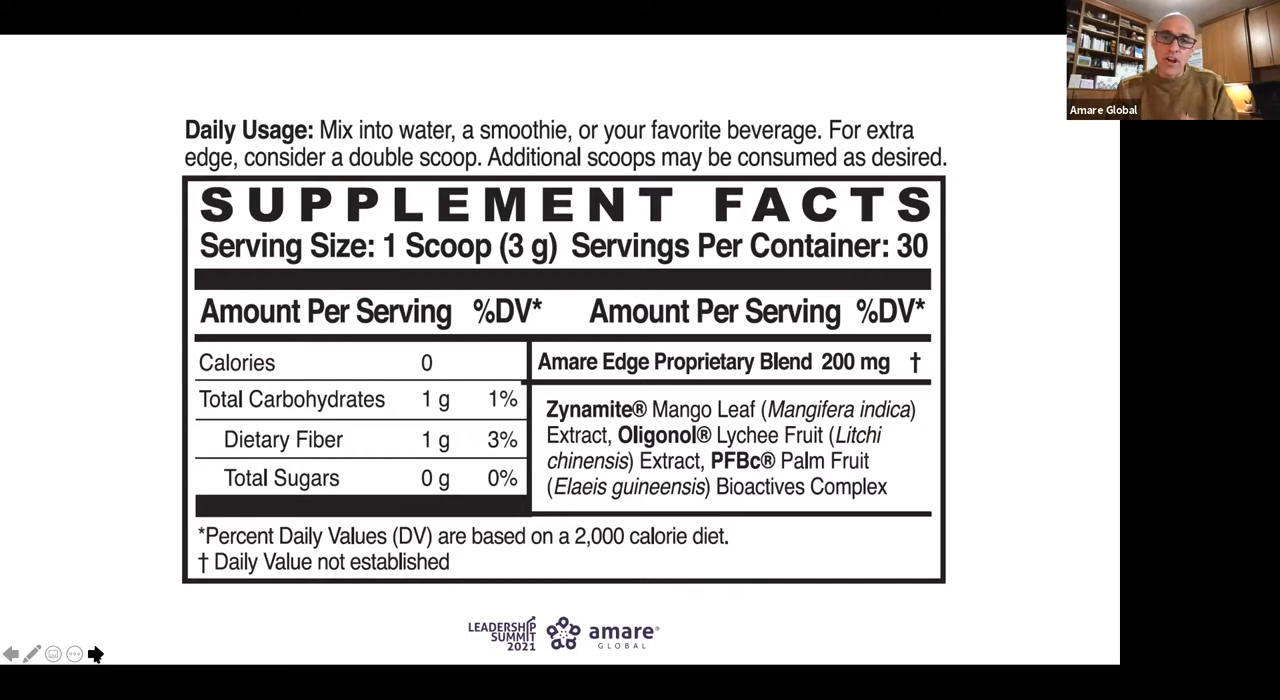 Amare Global
Daily Usage: Mix into water, a smoothie, or your favorite beverage. For extra
edge, consider a double scoop. Additional scoops may be consumed as desired.
SUPPLEMENT FACTS
Serving Size: 1 Scoop (3 g) Servings Per Container: 30
Amount Per Serving %DV* Amount Per Serving %DV*
Calories 0
Total Carbohydrates 1 g 1%
Dietary Fiber 1 g 3%
Total Sugars 0 g 0%
Amare Edge Proprietary Blend 200 mg †
Zynamite® Mango Leaf (Mangifera indica)
Extract, Oligonol® Lychee Fruit (Litchi
chinensis) Extract, PFBc® Palm Fruit
(Elaeis guineensis) Bioactives Complex
*Percent Daily Values (DV) are based on a 2,000 calorie diet.
† Daily Value not established
LEADERSHIP
SUMMIT
2021
amare®
GLOBAL